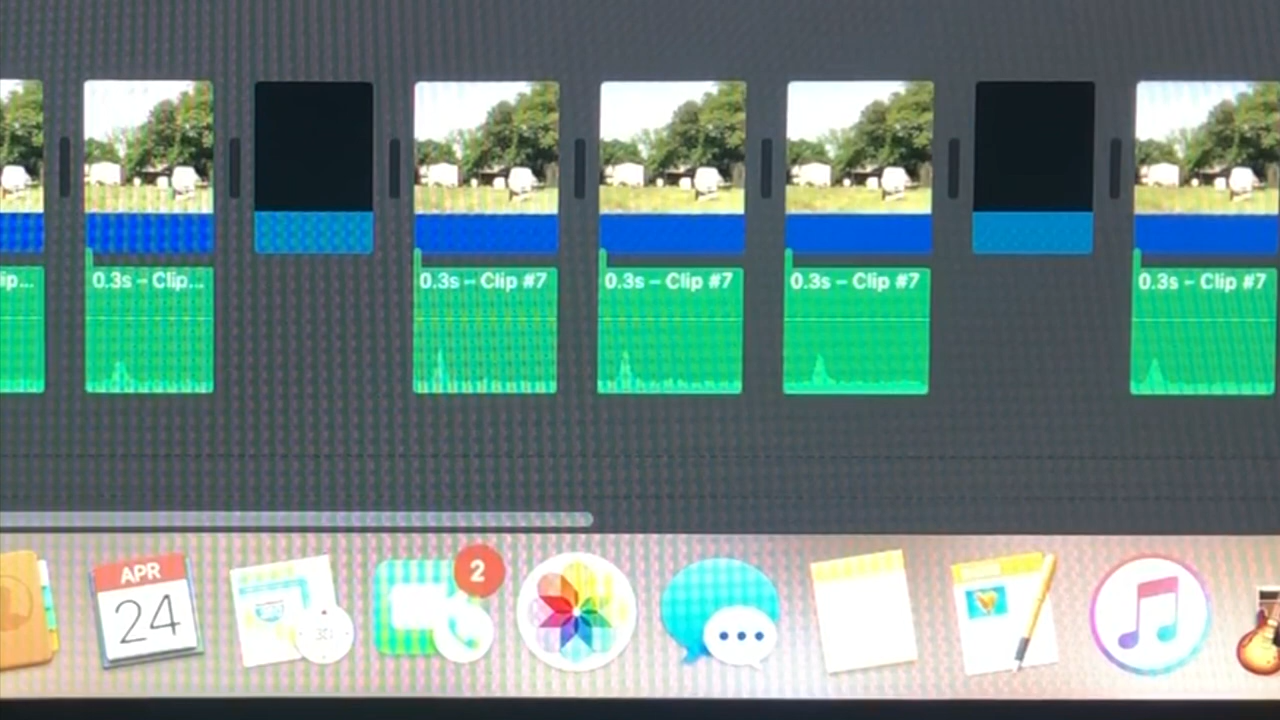 ip...
0.3s – Clip...
0.3s – Clip #7
0.3s – Clip #7
0.3s – Clip #7
0.3s – Clip #7
APR
24
2